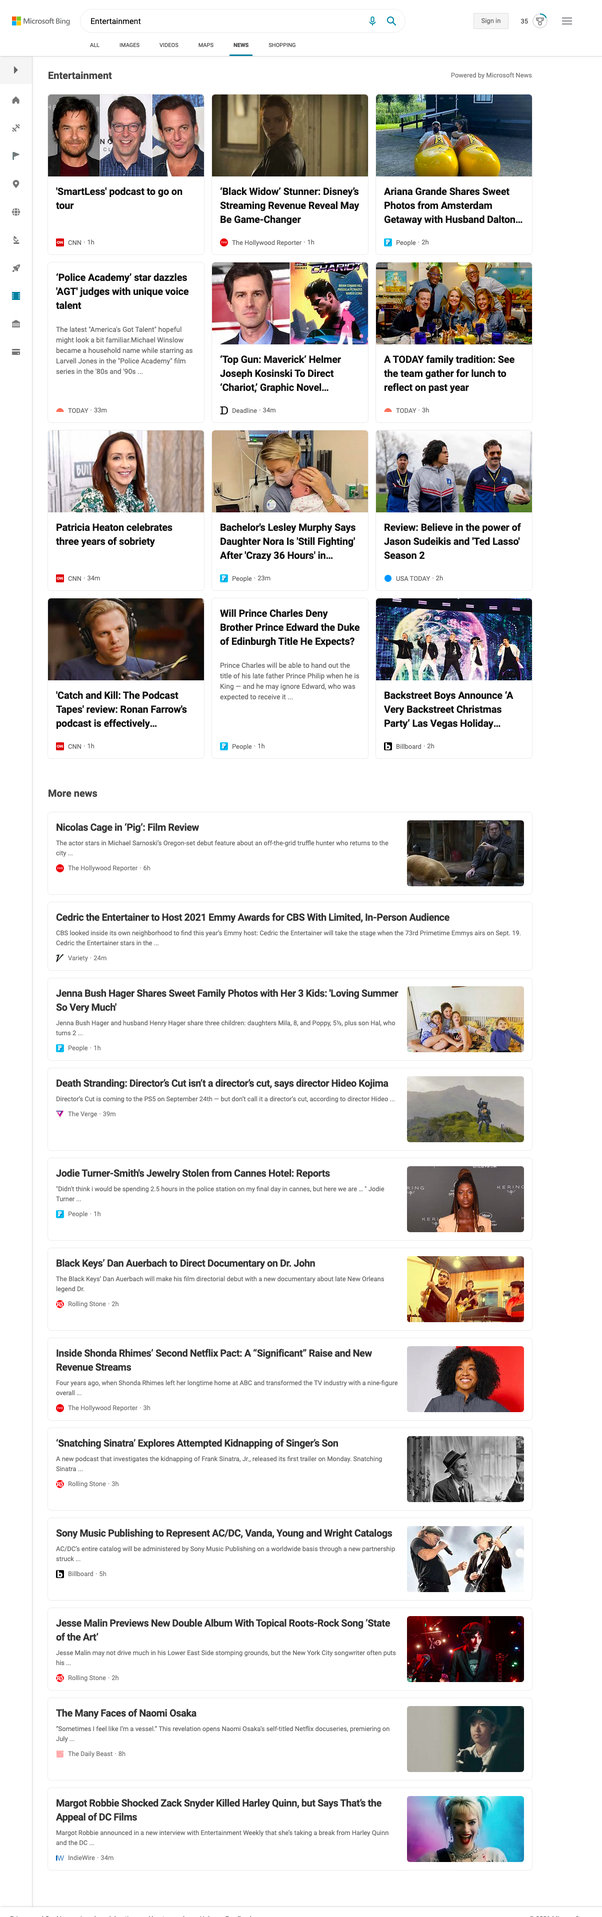 Microsoft Bing
Entertainment
Sign in
35
ALL
IMAGES
VIDEOS
MAPS
NEWS
SHOPPING
Entertainment
Powered by Microsoft News
'SmartLess' podcast to go on
tour
CNN · 1h
'Black Widow' Stunner: Disney's
Streaming Revenue Reveal May
Be Game-Changer
The Hollywood Reporter · 1h
Ariana Grande Shares Sweet
Photos from Amsterdam
Getaway with Husband Dalton...
People · 2h
'Police Academy' star dazzles
'AGT' judges with unique voice
talent
The latest "America's Got Talent" hopeful
might look a bit familiar.Michael Winslow
became a household name while starring as
Larvell Jones in the "Police Academy" film
series in the '80s and '90s ...
TODAY · 33m
CHARIOT
'Top Gun: Maverick' Helmer
Joseph Kosinski To Direct
'Chariot,' Graphic Novel...
Deadline · 34m
A TODAY family tradition: See
the team gather for lunch to
reflect on past year
TODAY · 3h
BUILD
Patricia Heaton celebrates
three years of sobriety
CNN · 34m
Bachelor's Lesley Murphy Says
Daughter Nora Is 'Still Fighting'
After 'Crazy 36 Hours' in...
People · 23m
Review: Believe in the power of
Jason Sudeikis and 'Ted Lasso'
Season 2
USA TODAY · 2h
'Catch and Kill: The Podcast
Tapes' review: Ronan Farrow's
podcast is effectively...
CNN · 1h
Will Prince Charles Deny
Brother Prince Edward the Duke
of Edinburgh Title He Expects?
Prince Charles will be able to hand out the
title of his late father Prince Philip when he is
King — and he may ignore Edward, who was
expected to receive it ...
People · 1h
Backstreet Boys Announce 'A
Very Backstreet Christmas
Party' Las Vegas Holiday...
Billboard · 2h
More news
Nicolas Cage in 'Pig': Film Review
The actor stars in Michael Sarnoski's Oregon-set debut feature about an off-the-grid truffle hunter who returns to the
city ...
The Hollywood Reporter · 6h
Cedric the Entertainer to Host 2021 Emmy Awards for CBS With Limited, In-Person Audience
CBS looked inside its own neighborhood to find this year's Emmy host: Cedric the Entertainer will take the stage when the 73rd Primetime Emmys airs on Sept. 19.
Cedric the Entertainer stars in the ...
Variety · 24m
Jenna Bush Hager Shares Sweet Family Photos with Her 3 Kids: 'Loving Summer
So Very Much'
Jenna Bush Hager and husband Henry Hager share three children: daughters Mila, 8, and Poppy, 5½, plus son Hal, who
turns 2 ...
People · 1h
Death Stranding: Director's Cut isn't a director's cut, says director Hideo Kojima
Director's Cut is coming to the PS5 on September 24th — but don't call it a director's cut, according to director Hideo ...
The Verge · 39m
Jodie Turner-Smith's Jewelry Stolen from Cannes Hotel: Reports
"Didn't think i would be spending 2.5 hours in the police station on my final day in cannes, but here we are .. " Jodie
Turner ...
People · 1h
KERING
Black Keys' Dan Auerbach to Direct Documentary on Dr. John
The Black Keys' Dan Auerbach will make his film directorial debut with a new documentary about late New Orleans
legend Dr.
Rolling Stone · 2h
Inside Shonda Rhimes' Second Netflix Pact: A "Significant" Raise and New
Revenue Streams
Four years ago, when Shonda Rhimes left her longtime home at ABC and transformed the TV industry with a nine-figure
overall ...
The Hollywood Reporter · 3h
'Snatching Sinatra' Explores Attempted Kidnapping of Singer's Son
A new podcast that investigates the kidnapping of Frank Sinatra, Jr., released its first trailer on Monday. Snatching
Sinatra ...
Rolling Stone · 3h
Sony Music Publishing to Represent AC/DC, Vanda, Young and Wright Catalogs
AC/DC's entire catalog will be administered by Sony Music Publishing on a worldwide basis through a new partnership
struck ...
Billboard · 5h
Jesse Malin Previews New Double Album With Topical Roots-Rock Song 'State
of the Art'
Jesse Malin may not drive much in his Lower East Side stomping grounds, but the New York City songwriter often puts
his ...
Rolling Stone · 2h
The Many Faces of Naomi Osaka
"Sometimes I feel like I'm a vessel." This revelation opens Naomi Osaka's self-titled Netflix docuseries, premiering on
July ...
The Daily Beast · 8h
Margot Robbie Shocked Zack Snyder Killed Harley Quinn, but Says That's the
Appeal of DC Films
Margot Robbie announced in a new interview with Entertainment Weekly that she's taking a break from Harley Quinn
and the DC ...
IndieWire · 34m